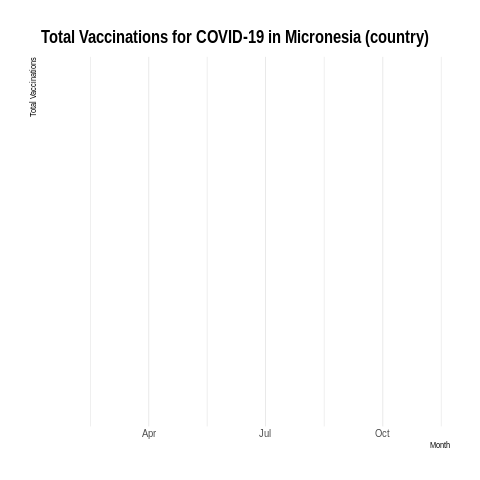 Total Vaccinations for COVID-19 in Micronesia (country)
Total Vaccinations
Apr
Jul
Oct
Month